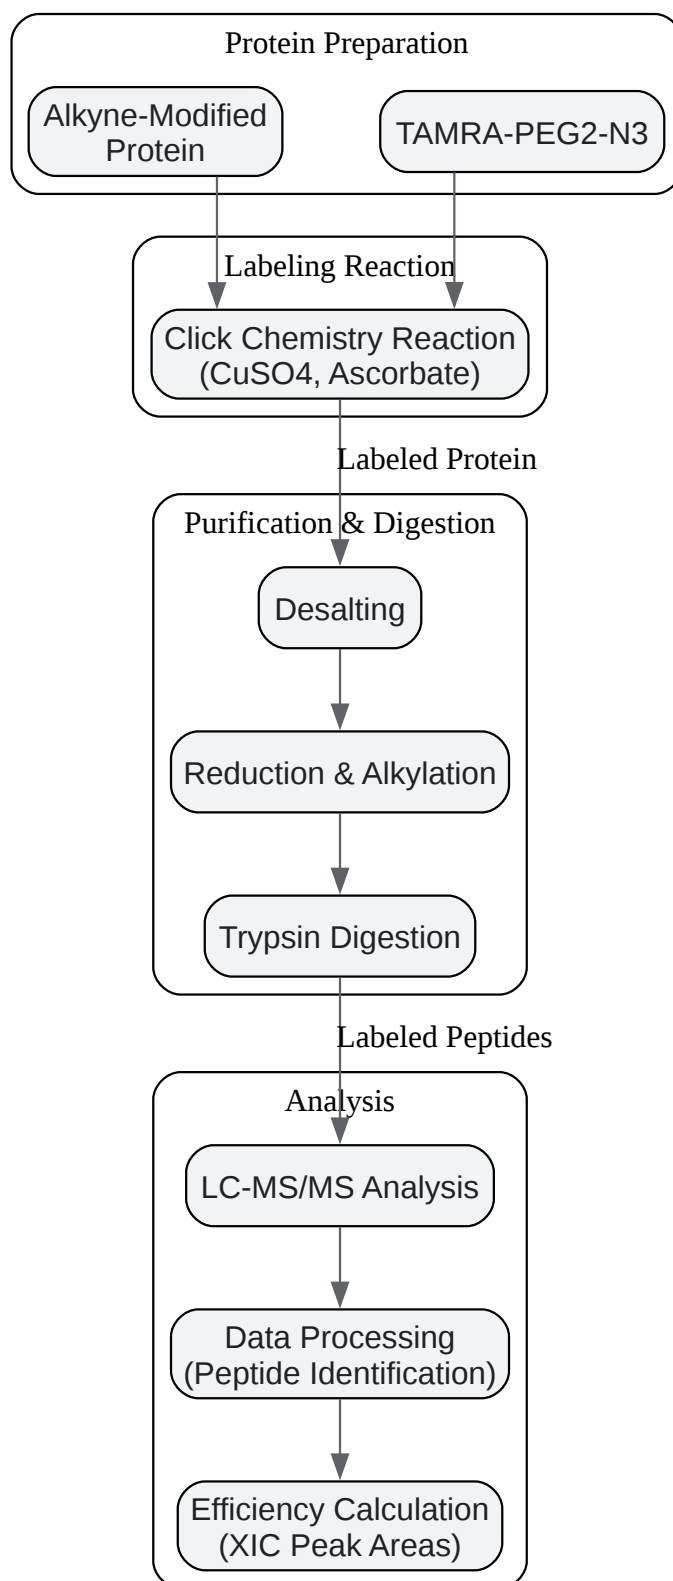 Protein Preparation
Alkyne-Modified
Protein
TAMRA-PEG2-N3
Labeling Reaction
Click Chemistry Reaction
(CuSO4, Ascorbate)
Labeled Protein
Purification & Digestion
Desalting
Reduction & Alkylation
Trypsin Digestion
Labeled Peptides
Analysis
LC-MS/MS Analysis
Data Processing
(Peptide Identification)
Efficiency Calculation
(XIC Peak Areas)